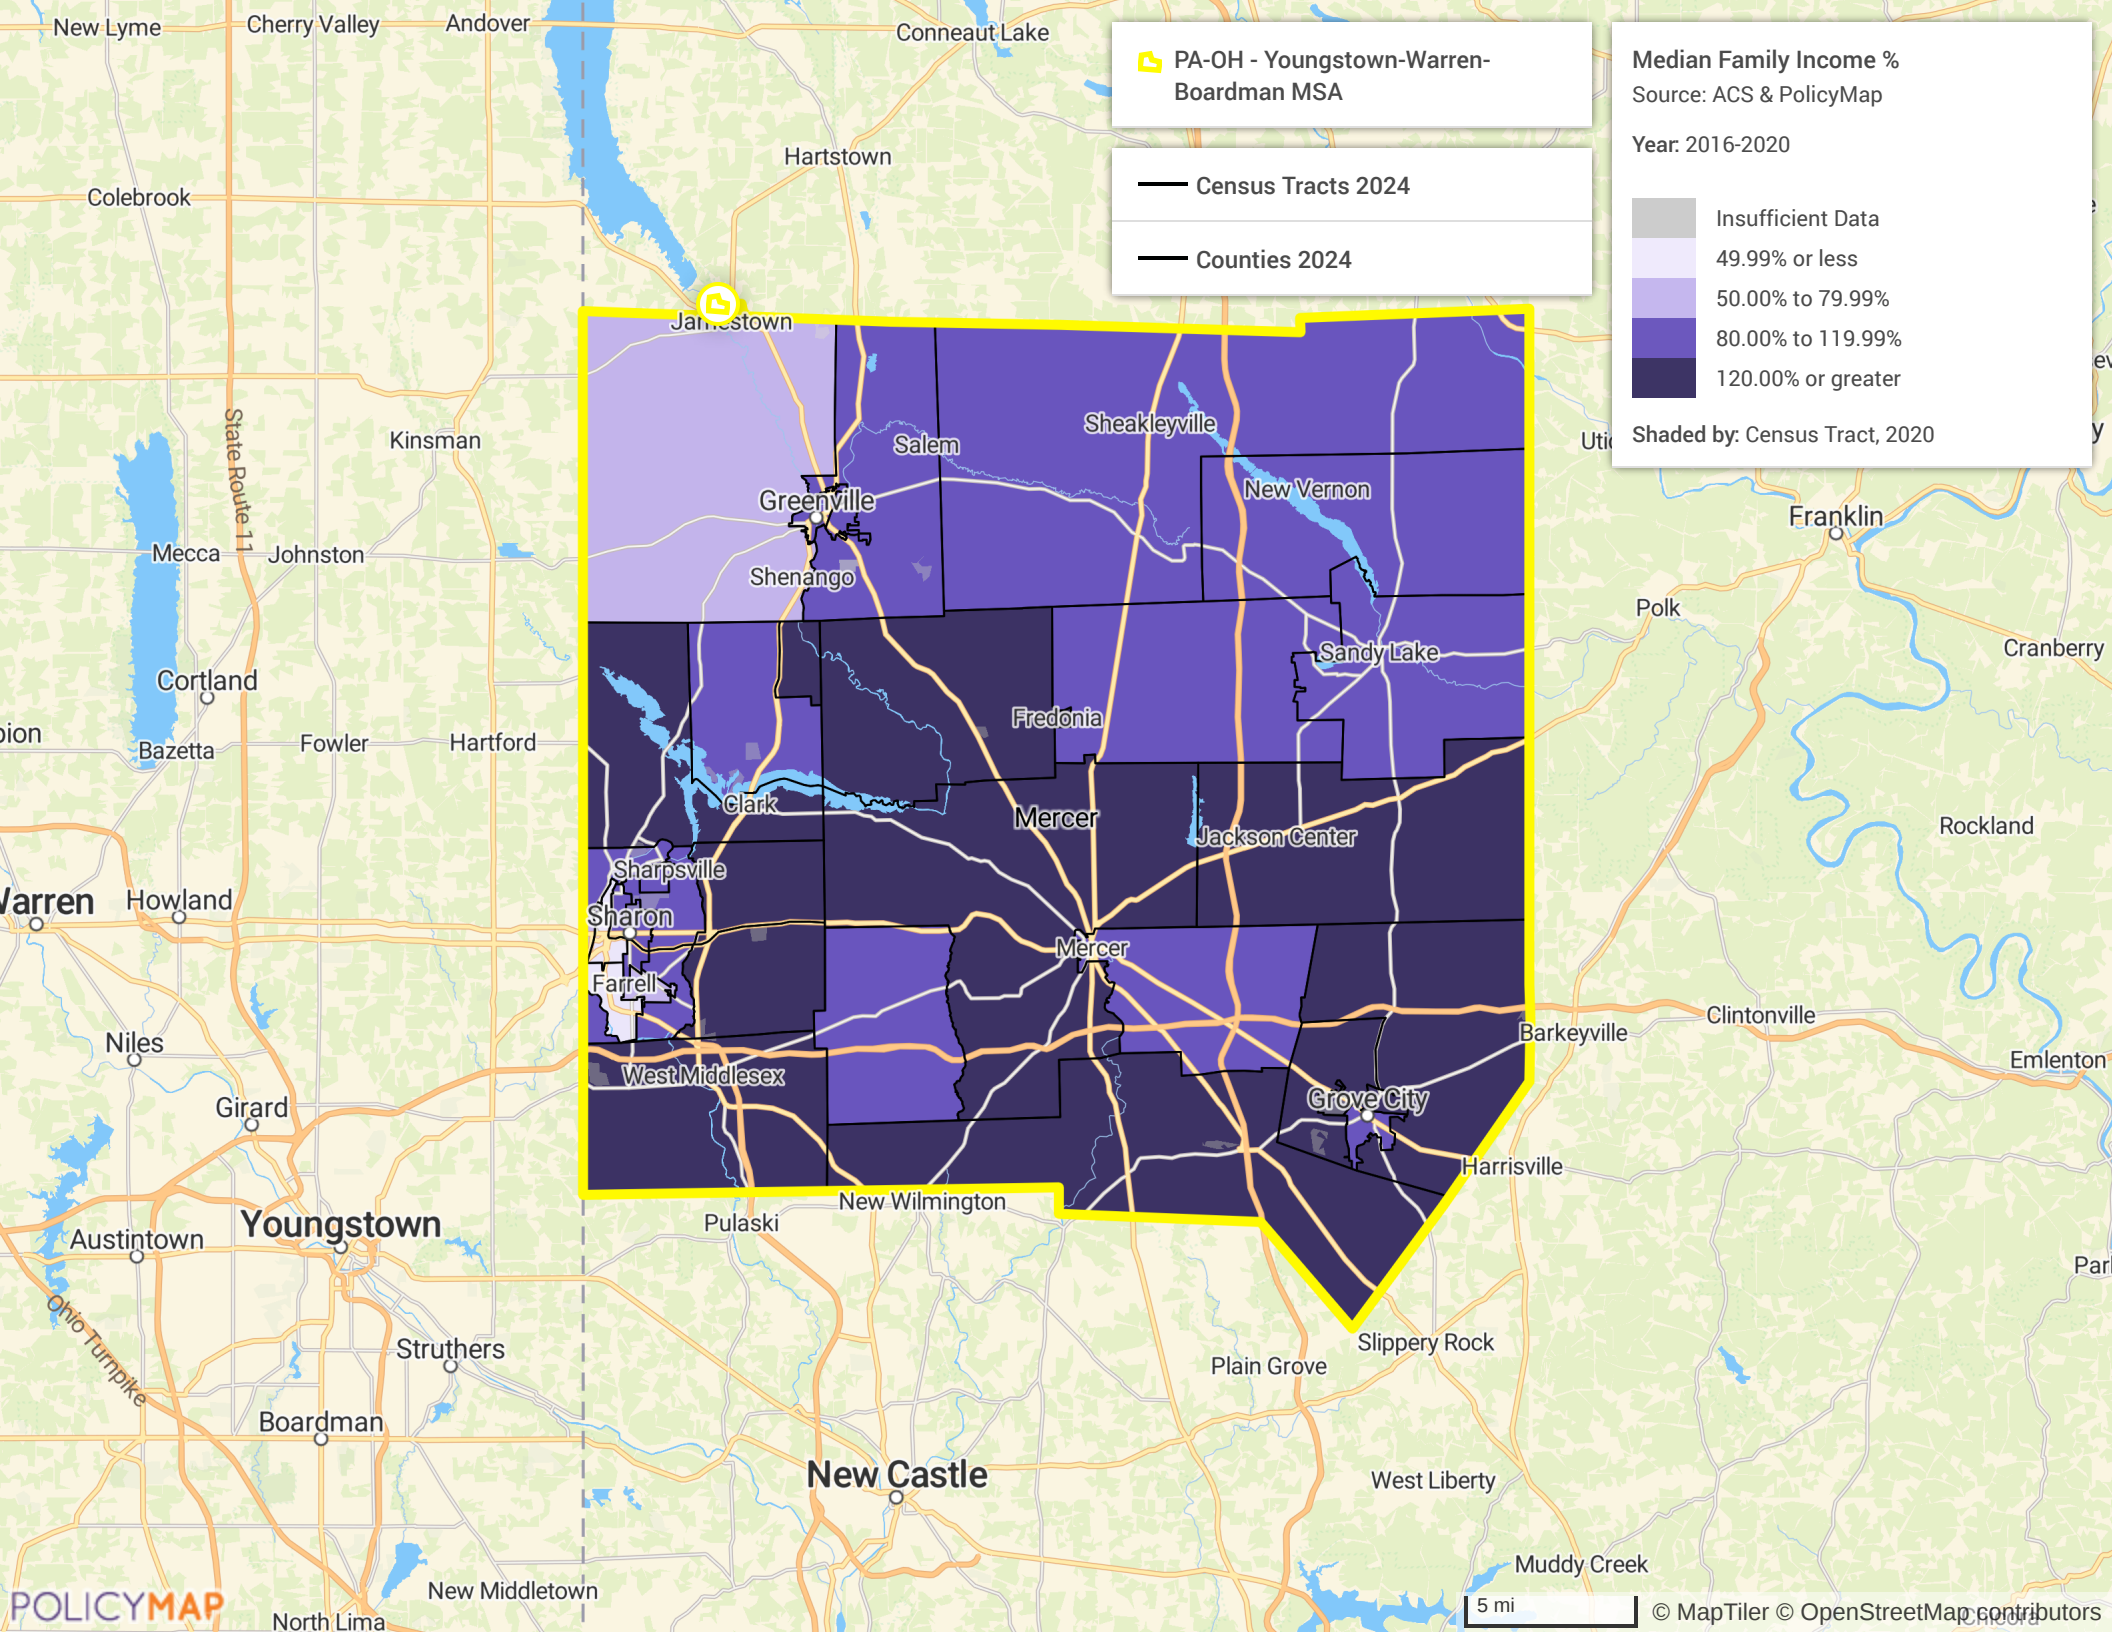 New Lyme
Cherry Valley
Andover
Conneaut Lake
Hartstown
Colebrook
PA-OH - Youngstown-Warren-
Boardman MSA
Census Tracts 2024
Counties 2024
Median Family Income %
Source: ACS & PolicyMap
Year: 2016-2020
Insufficient Data
49.99% or less
50.00% to 79.99%
80.00% to 119.99%
120.00% or greater
Shaded by: Census Tract, 2020
Jamestown
Kinsman
State Route 11
Salem
Sheakleyville
New Vernon
Greenville
Franklin
Mecca
Johnston
Shenango
Polk
Cranberry
Sandy Lake
Cortland
Bazetta
Fowler
Hartford
Fredonia
Clark
Mercer
Jackson Center
Rockland
Sharpsville
Howland
Sharon
Mercer
Farrell
Niles
Clintonville
Barkeyville
Emlenton
West Middlesex
Girard
Grove City
Harrisville
New Wilmington
Pulaski
Youngstown
Austintown
Ohio Turnpike
Struthers
Slippery Rock
Plain Grove
Boardman
New Castle
West Liberty
Muddy Creek
New Middletown
POLICYMAP
North Lima
5 mi
© MapTiler © OpenStreetMap contributors